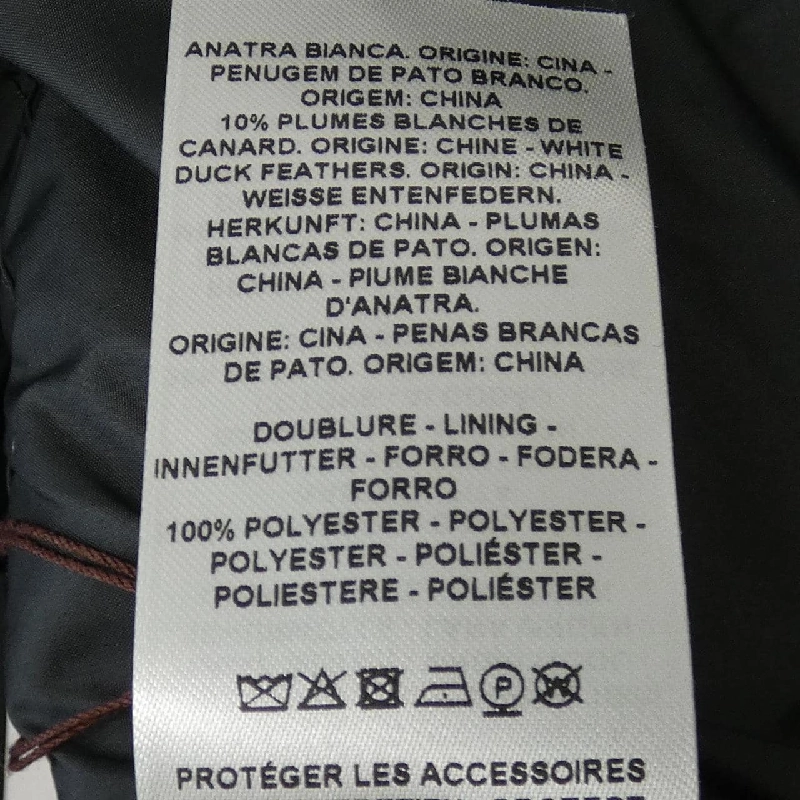 ANATRA BIANCA. ORIGINE: CINA -
PENUGEM DE PATO BRANCO.
ORIGEM: CHINA
10% PLUMES BLANCHES DE
CANARD. ORIGINE: CHINE - WHITE
DUCK FEATHERS. ORIGIN: CHINA -
WEISSE ENTENFEDERN.
HERKUNFT: CHINA - PLUMAS
BLANCAS DE PATO. ORIGEN:
CHINA - PIUME BIANCHE
D'ANATRA.
ORIGINE: CINA - PENAS BRANCAS
DE PATO. ORIGEM: CHINA
DOUBLURE - LINING -
INNENFUTTER - FORRO - FODERA -
FORRO
100% POLYESTER - POLYESTER -
POLYESTER - POLIÉSTER -
POLIESTERE - POLIÉSTER
P W
PROTÉGER LES ACCESSOIRES